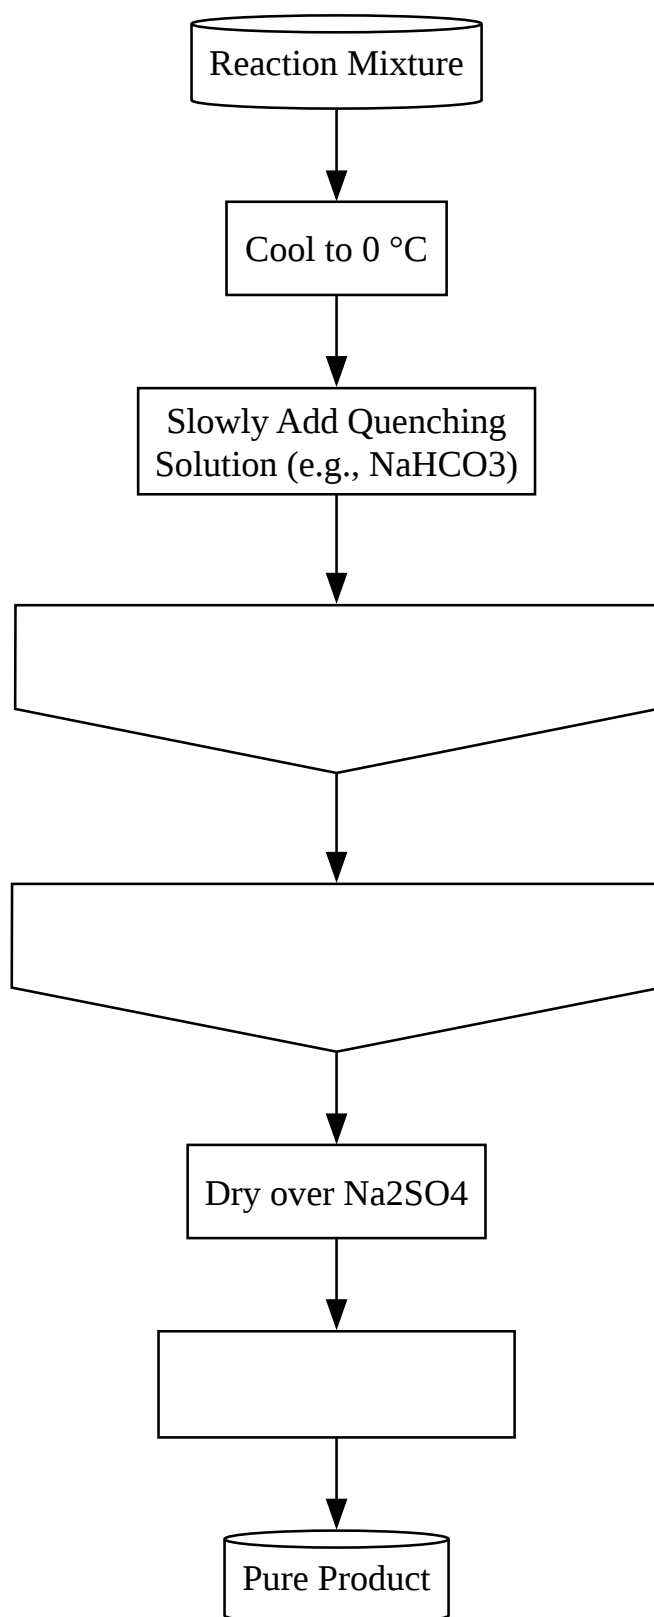 Reaction Mixture
Cool to 0 °C
Slowly Add Quenching
Solution (e.g., NaHCO3)
Dry over Na2SO4
Pure Product